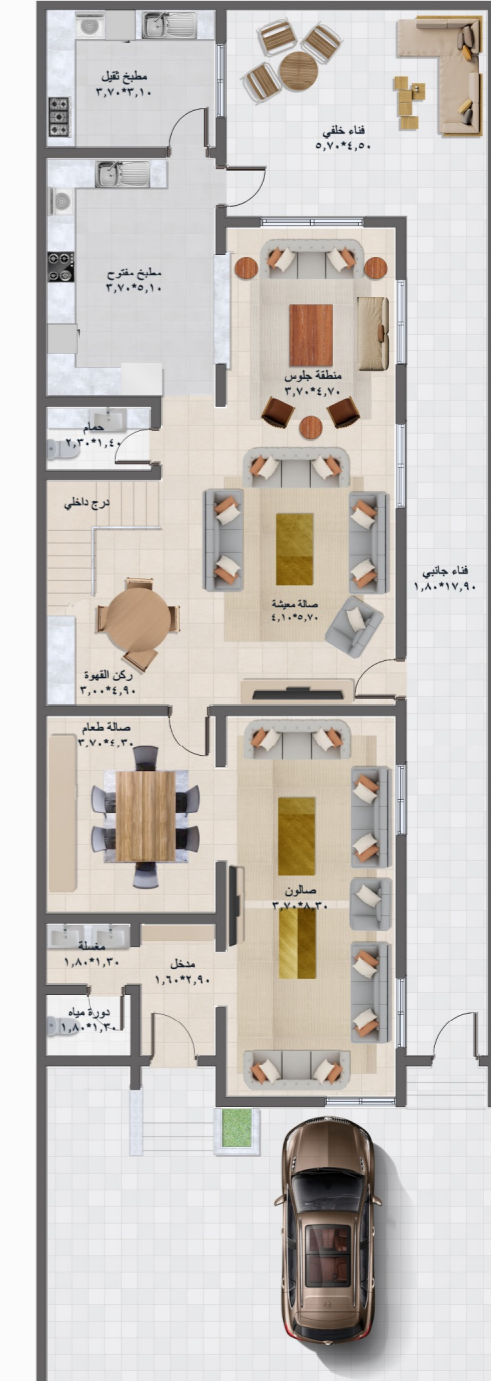 مطبخ ثقيل
٣,٧٠*٣,١٠
فناء خلفي
٥,٧٠*٤,٥٠
مطبخ مفتوح
٣,٧٠*٥,١٠
منطقة جلوس
٣,٧٠*٤,٧٠
حمام
٢,٣٠*١,٤٠
درج داخلي
فناء جانبي
١,٨٠*١٧,٩٠
صالة معيشة
٤,١٠*٥,٧٠
ركن القهوة
٣,٠٠*٤,٩٠
صالة طعام
٣,٧٠*٤,٣٠
صالون
٣,٧٠*٨,٣٠
مغسلة
١,٨٠*١,٣٠
مدخل
١,٦٠*٢,٩٠
دورة مياه
١,٨٠*١,٣٠